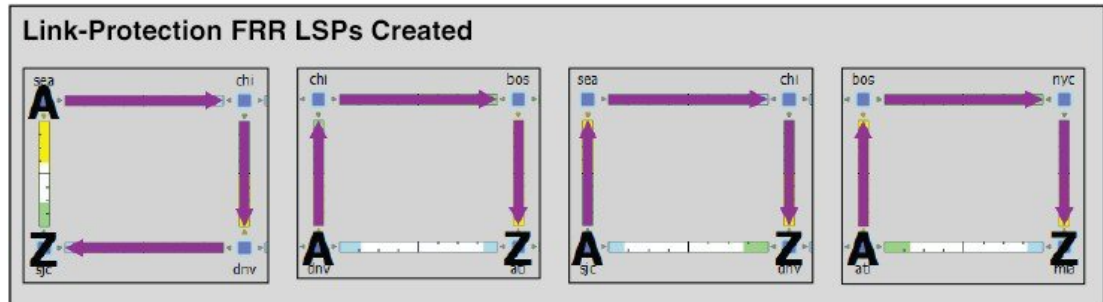 Link-Protection FRR LSPs Created
sea chi chi bos sea chi bos nyc
A
A Z A Z A Z
Z
sjc dnv dnv atl sjc dnv atl mia